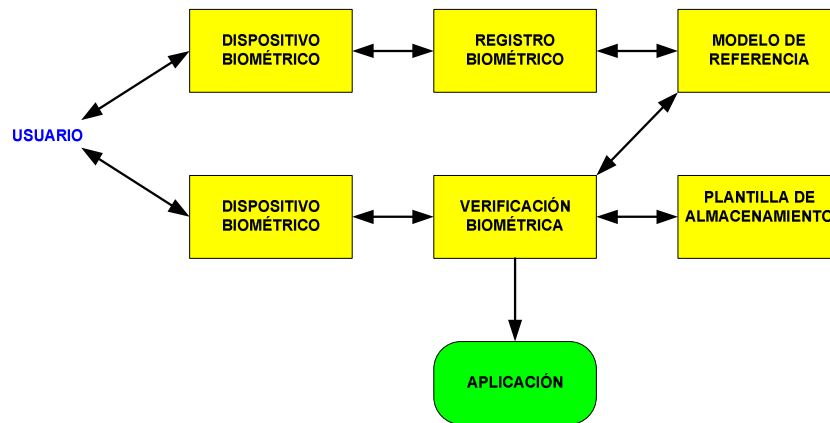 DISPOSITIVO
BIOMÉTRICO
REGISTRO
BIOMÉTRICO
MODELO DE
REFERENCIA
USUARIO
DISPOSITIVO
BIOMÉTRICO
VERIFICACIÓN
BIOMÉTRICA
PLANTILLA DE
ALMACENAMIENTO
APLICACIÓN